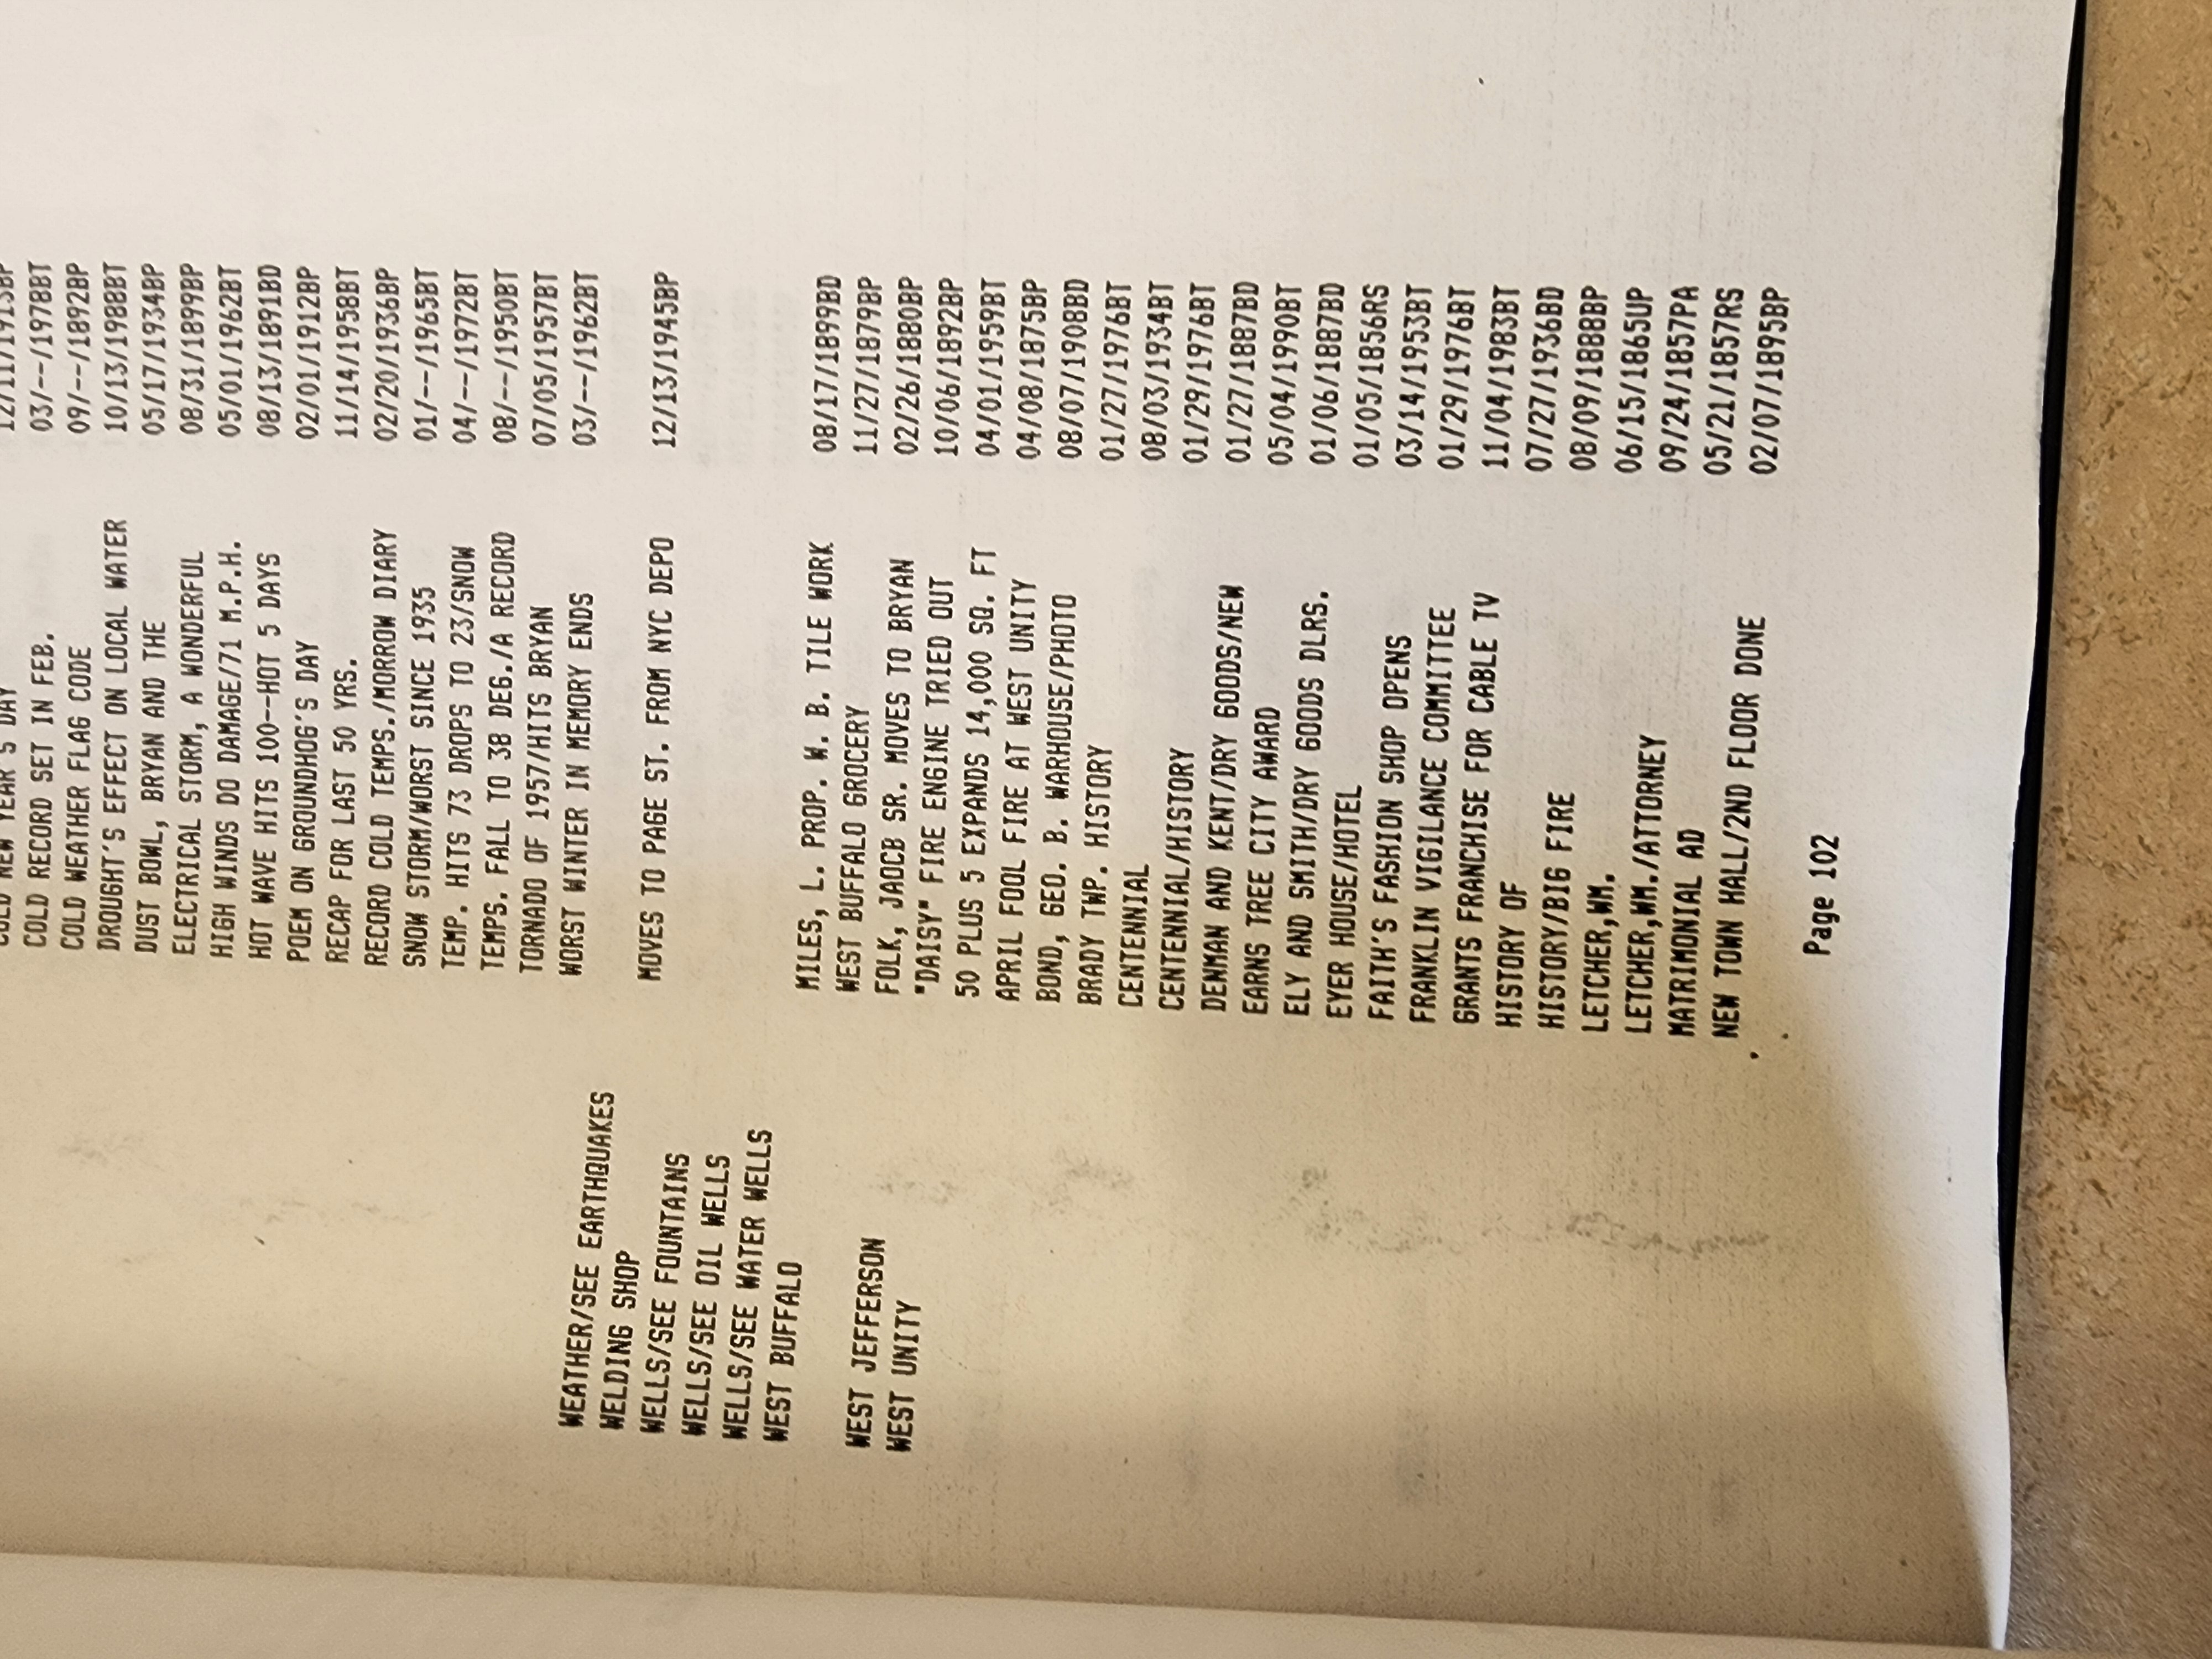 COLD NEW YEAR'S DAY 12/11/1913BP
COLD RECORD SET IN FEB. 03/--/1978BT
COLD WEATHER FLAG CODE 09/--/1892BP
DROUGHT'S EFFECT ON LOCAL WATER 10/13/1988BT
DUST BOWL, BRYAN AND THE 05/17/1934BP
ELECTRICAL STORM, A WONDERFUL 08/31/1899BP
HIGH WINDS DO DAMAGE/71 M.P.H. 05/01/1962BT
HOT WAVE HITS 100--HOT 5 DAYS 08/13/1891BD
POEM ON GROUNDHOG'S DAY 02/01/1912BP
RECAP FOR LAST 50 YRS. 11/14/1958BT
RECORD COLD TEMPS./MORROW DIARY 02/20/1936BP
SNOW STORM/WORST SINCE 1935 01/--/1965BT
TEMP. HITS 73 DROPS TO 23/SNOW 04/--/1972BT
TEMPS. FALL TO 38 DEG./A RECORD 08/--/1950BT
TORNADO OF 1957/HITS BRYAN 07/05/1957BT
WORST WINTER IN MEMORY ENDS 03/--/1962BT
WEATHER/SEE EARTHQUAKES
WELDING SHOP MOVES TO PAGE ST. FROM NYC DEPO 12/13/1945BP
WELLS/SEE FOUNTAINS
WELLS/SEE OIL WELLS
WELLS/SEE WATER WELLS
WEST BUFFALO MILES, L. PROP. W. B. TILE WORK 08/17/1899BD
WEST BUFFALO GROCERY 11/27/1879BP
WEST JEFFERSON FOLK, JAOCB SR. MOVES TO BRYAN 02/26/1880BP
WEST UNITY "DAISY" FIRE ENGINE TRIED OUT 10/06/1892BP
50 PLUS 5 EXPANDS 14,000 SQ. FT 04/01/1959BT
APRIL FOOL FIRE AT WEST UNITY 04/08/1875BP
BOND, GEO. B. WARHOUSE/PHOTO 08/07/1908BD
BRADY TWP. HISTORY 01/27/1976BT
CENTENNIAL 08/03/1934BT
CENTENNIAL/HISTORY 01/29/1976BT
DENMAN AND KENT/DRY GOODS/NEW 01/27/1887BD
EARNS TREE CITY AWARD 05/04/1990BT
ELY AND SMITH/DRY GOODS DLRS. 01/06/1887BD
EYER HOUSE/HOTEL 01/05/1856RS
FAITH'S FASHION SHOP OPENS 03/14/1953BT
FRANKLIN VIGILANCE COMMITTEE 01/29/1976BT
GRANTS FRANCHISE FOR CABLE TV 11/04/1983BT
HISTORY OF 07/27/1936BD
HISTORY/BIG FIRE 08/09/1888BP
LETCHER,WM. 06/15/1865UP
LETCHER,WM./ATTORNEY 09/24/1857PA
MATRIMONIAL AD 05/21/1857RS
NEW TOWN HALL/2ND FLOOR DONE 02/07/1895BP
Page 102